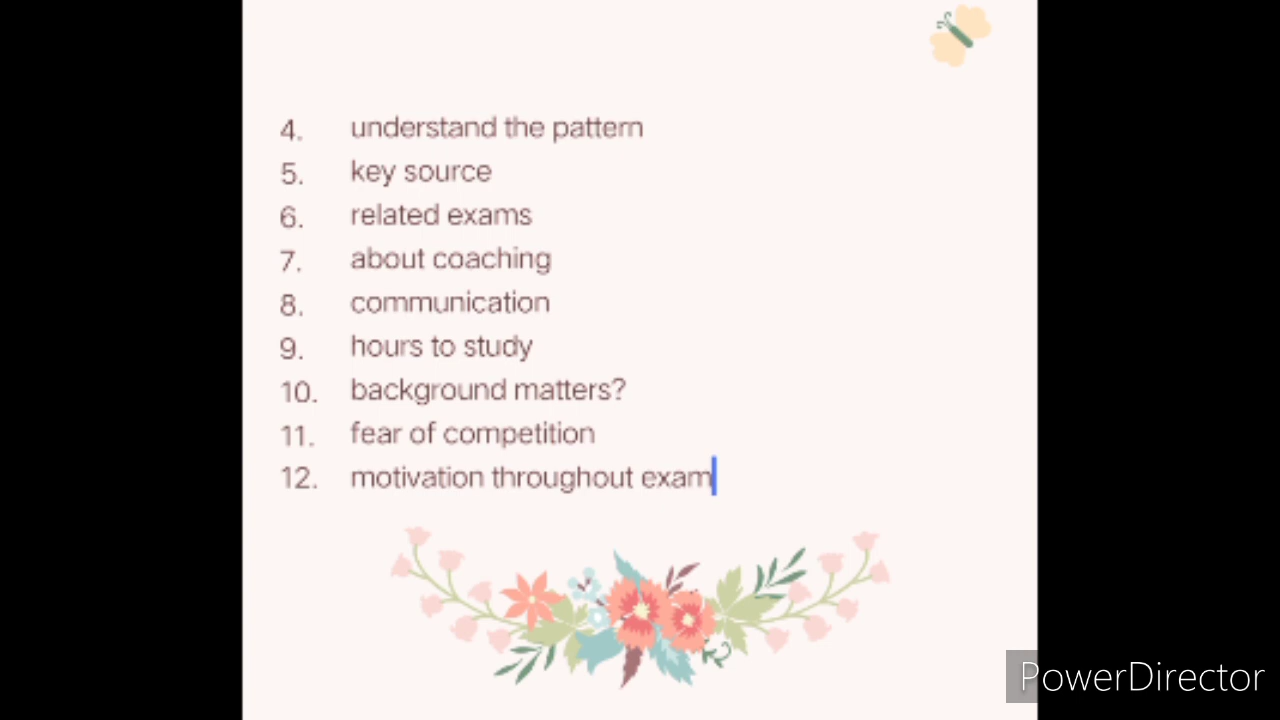 4. understand the pattern
5. key source
6. related exams
7. about coaching
8. communication
9. hours to study
10. background matters?
11. fear of competition
12. motivation throughout exam
PowerDirector